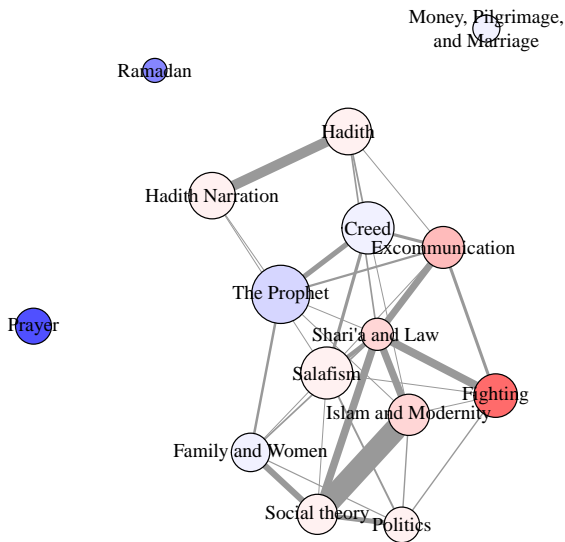 Money, Pilgrimage,
and Marriage
Ramadan
Hadith
Hadith Narration
Creed
Excommunication
The Prophet
Prayer
Shari'a and Law
Salafism
Fighting
Islam and Modernity
Family and Women
Social theory
Politics